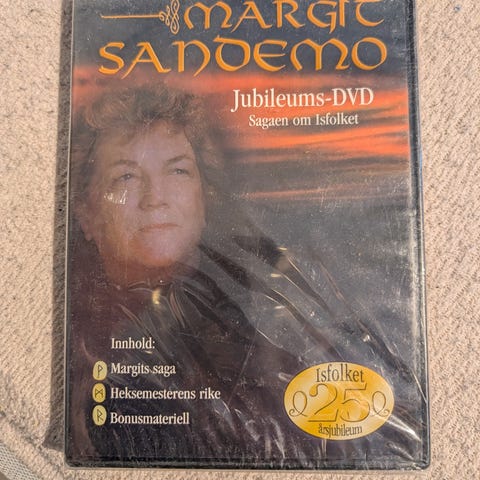 MARGIT
SANDEMO
Jubileums-DVD
Sagaen om Isfolket
Innhold:
ᚹ Margits saga
ᛗ Heksemesterens rike
ᚱ Bonusmateriell
Isfolket
25
årsjubileum